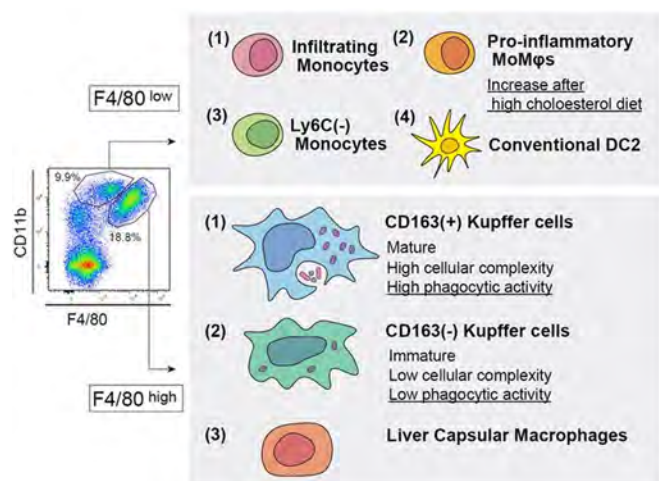 (1) Infiltrating
Monocytes
(2) Pro-inflammatory
MoMφs
Increase after
high choloesterol diet
(3) Ly6C(-)
Monocytes
(4) Conventional DC2
F4/80 low
9.9%
18.8%
CD11b
F4/80
F4/80 high
(1) CD163(+) Kupffer cells
Mature
High cellular complexity
High phagocytic activity
(2) CD163(-) Kupffer cells
Immature
Low cellular complexity
Low phagocytic activity
(3) Liver Capsular Macrophages